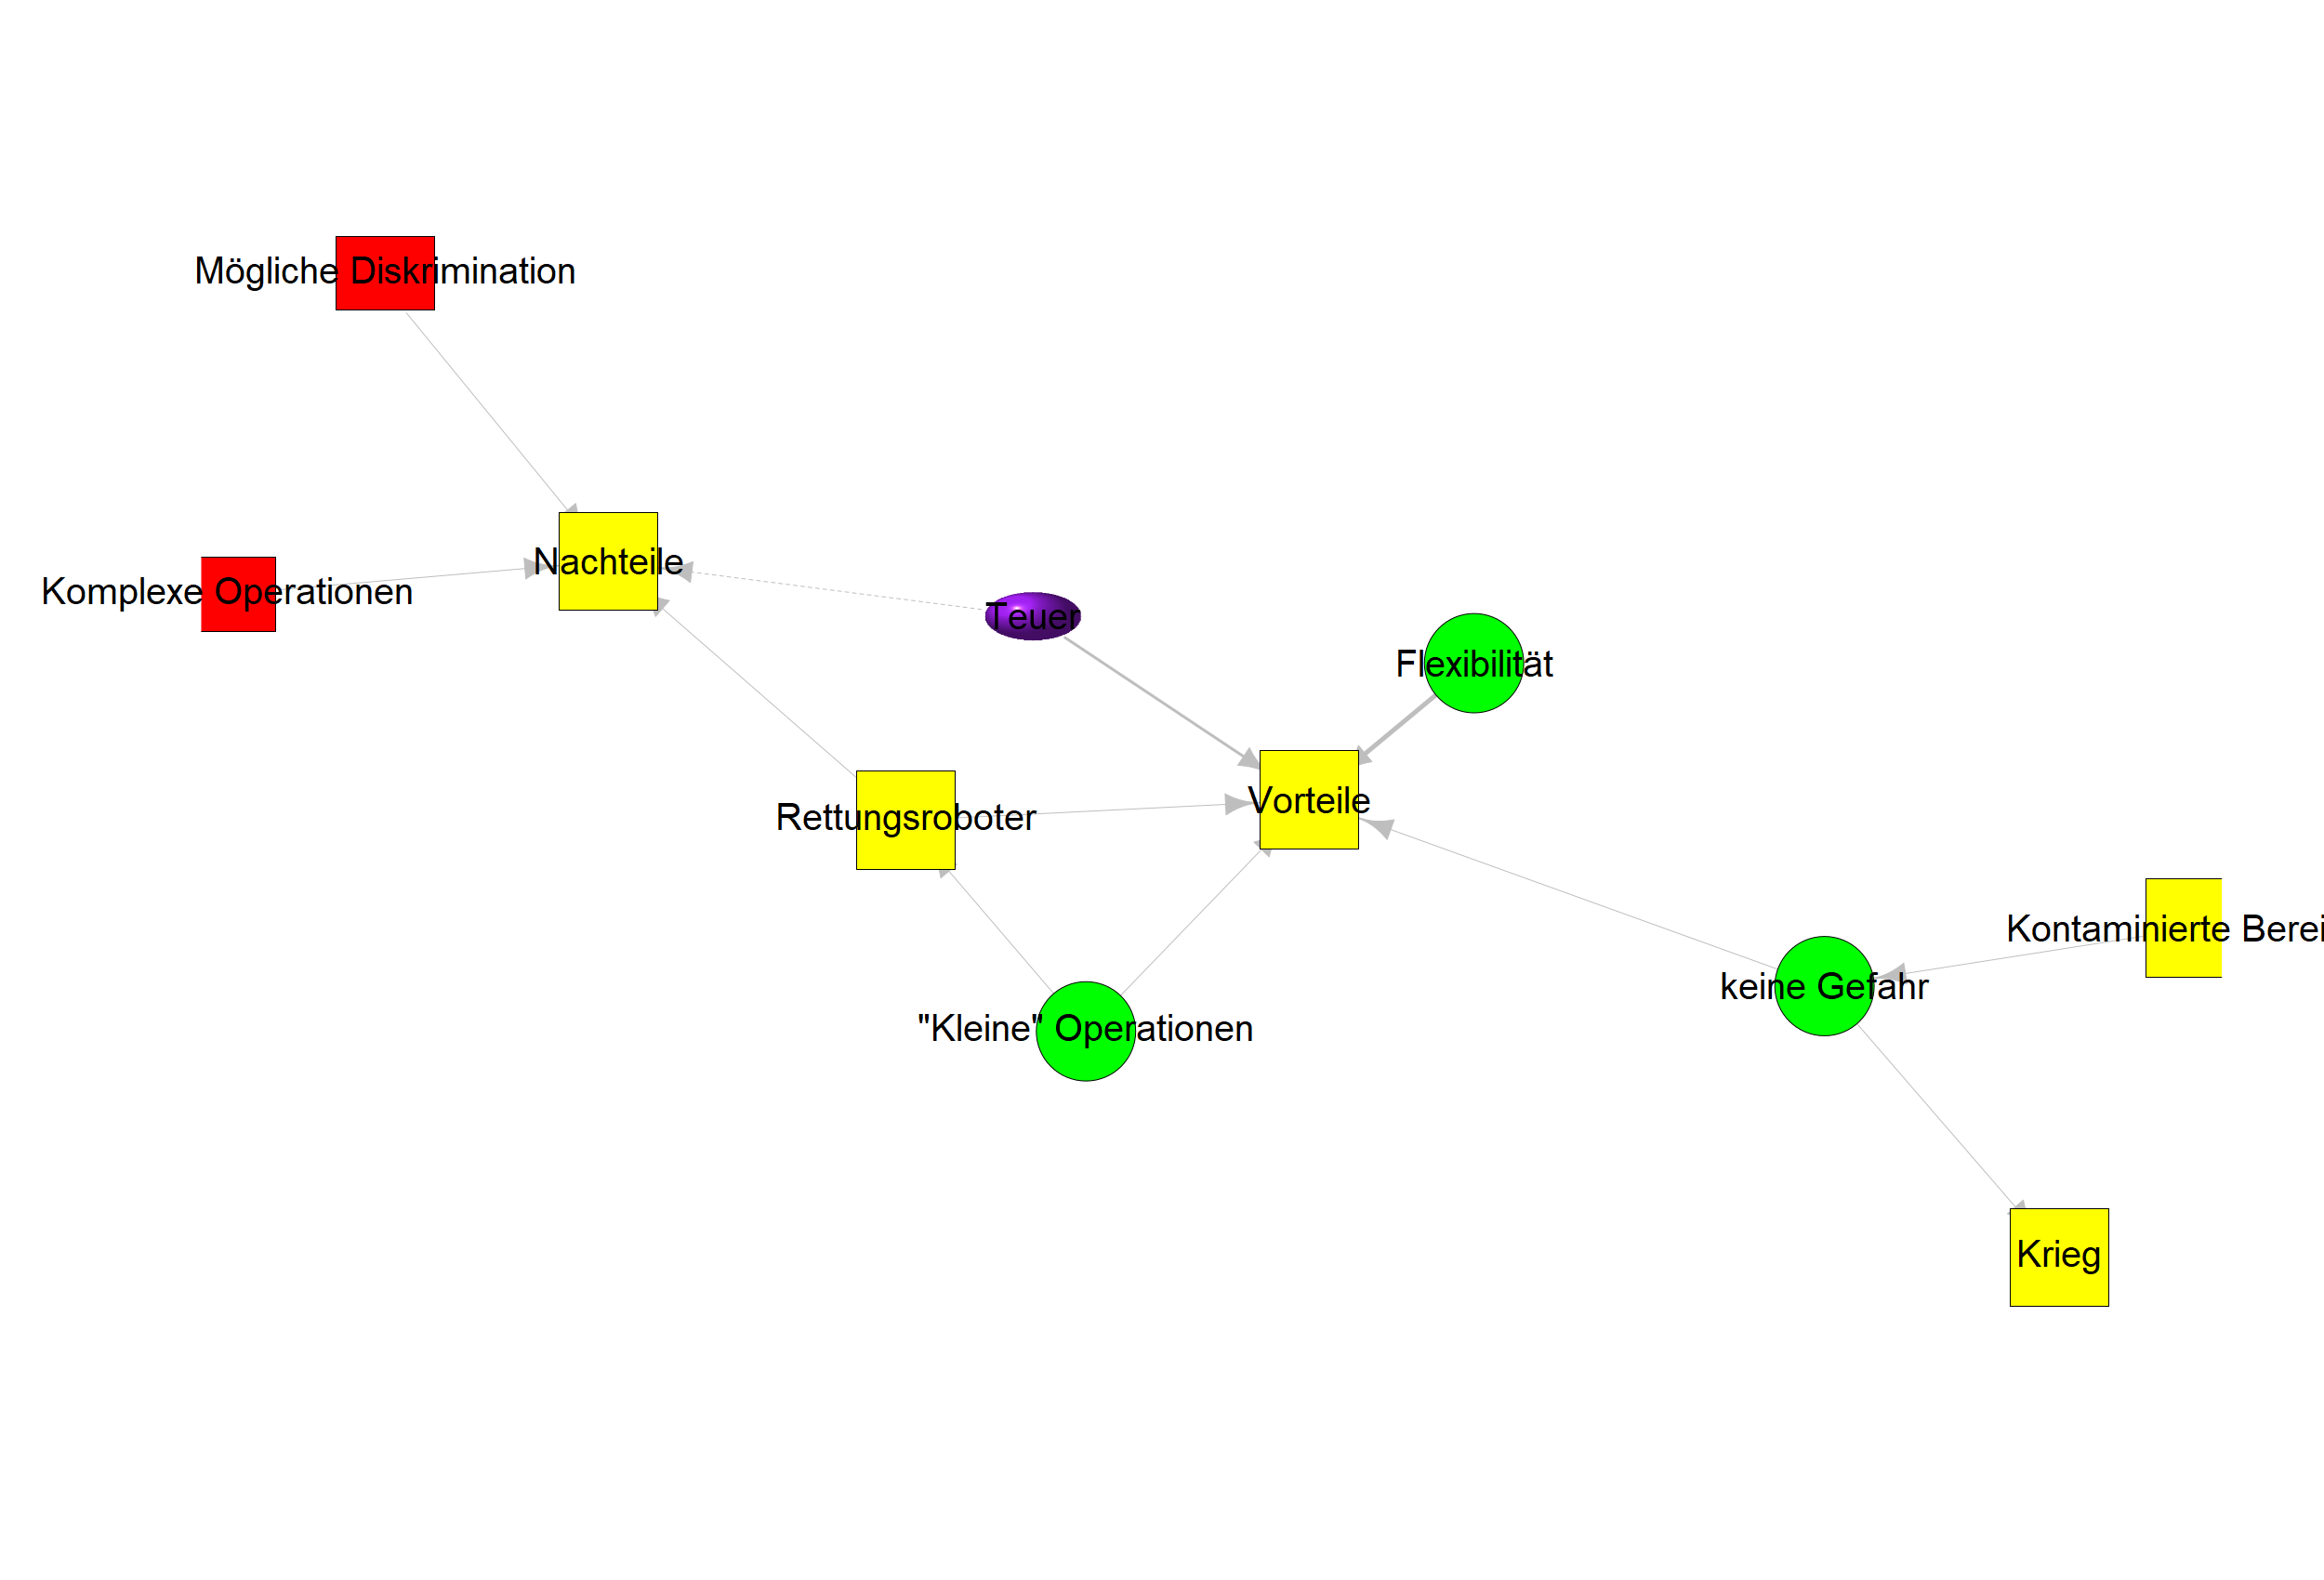 Mögliche Diskrimination
Nachteile
Komplexe Operationen
Teuer
Flexibilität
Vorteile
Rettungsroboter
Kontaminierte Berei
keine Gefahr
"Kleine" Operationen
Krieg